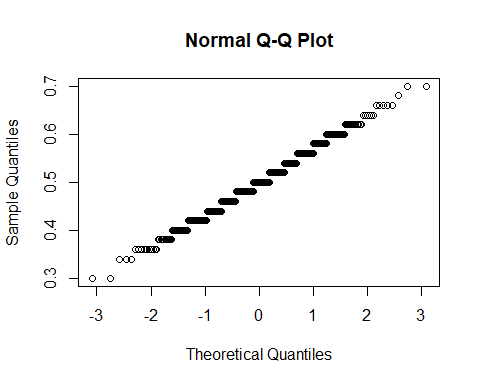 Normal Q-Q Plot
Sample Quantiles
0.7
0.6
0.5
0.4
0.3
-3 -2 -1 0 1 2 3
Theoretical Quantiles